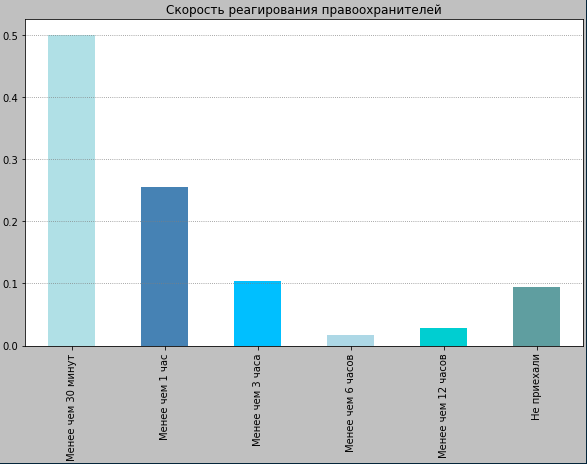 Скорость реагирования правоохранителей
0.5
0.4
0.3
0.2
0.1
0.0
Менее чем 30 минут
Менее чем 1 час
Менее чем 3 часа
Менее чем 6 часов
Менее чем 12 часов
Не приехали